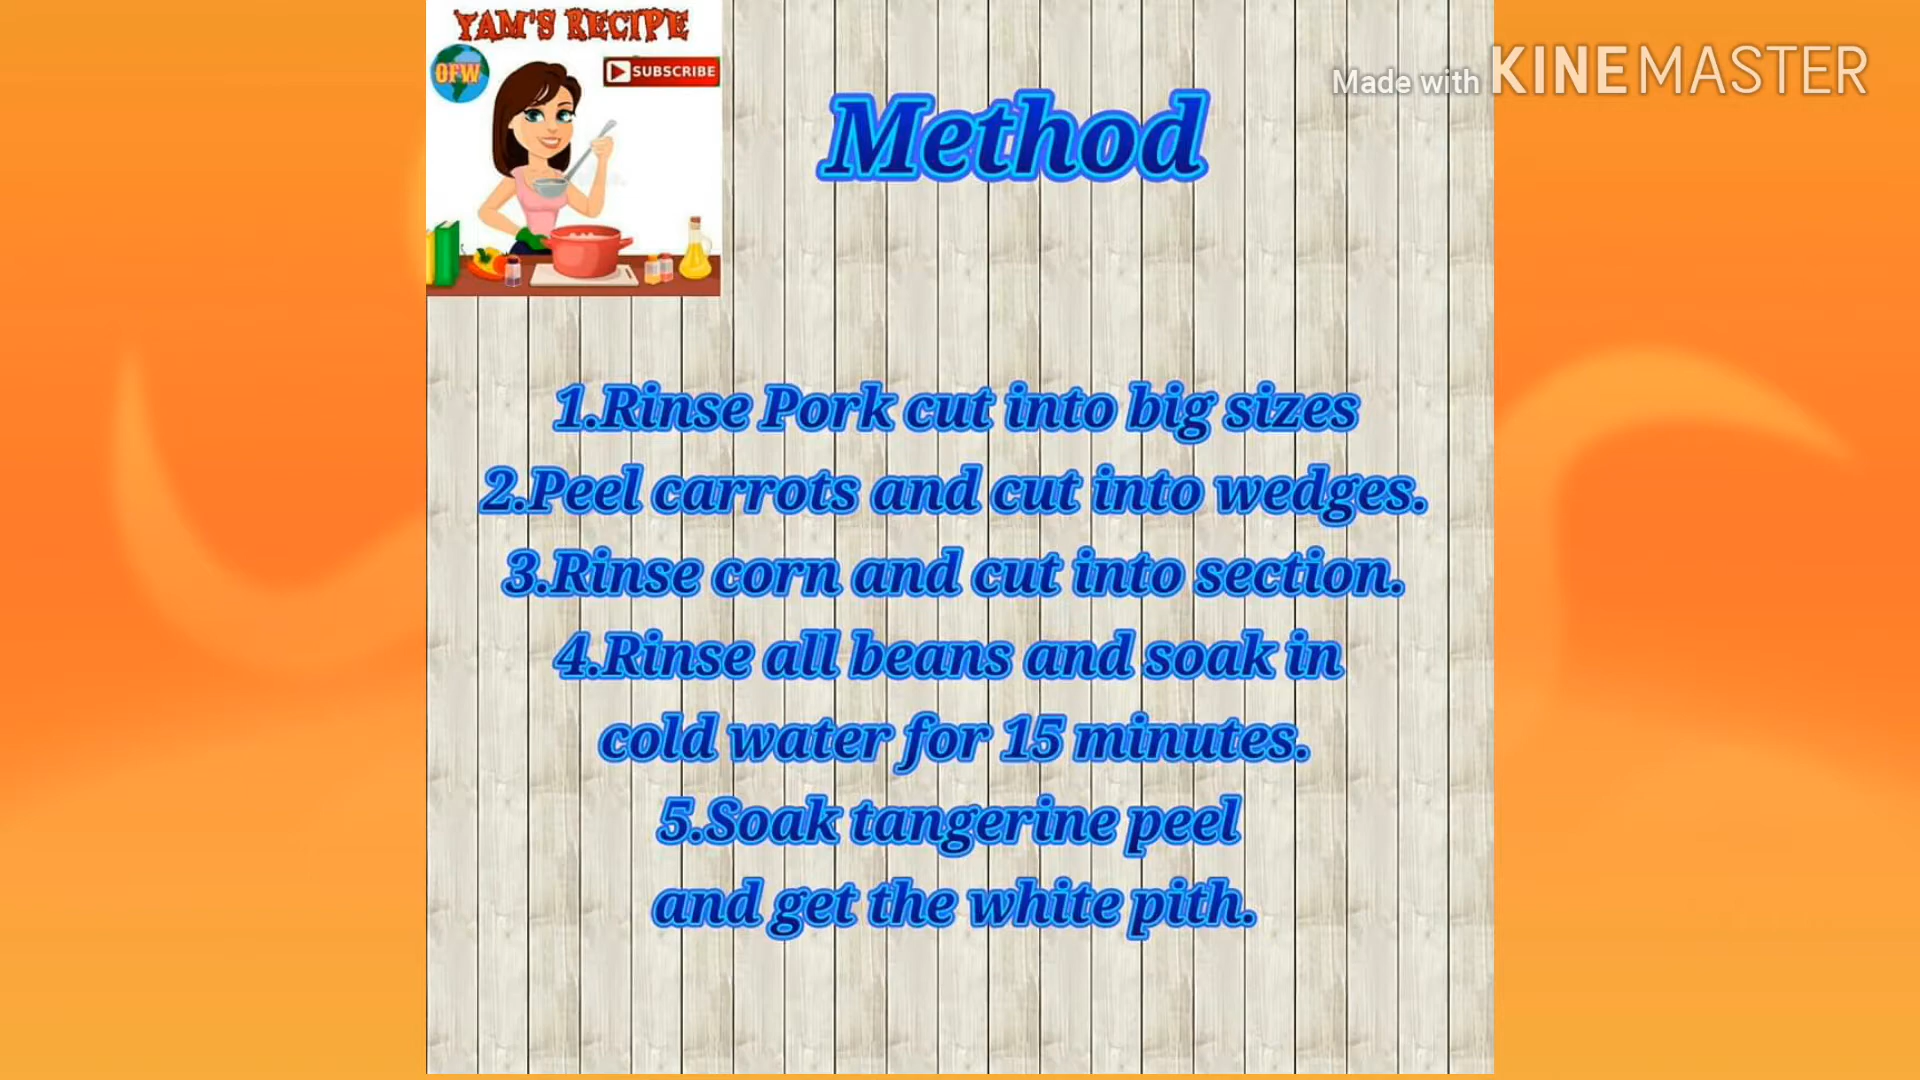 YAM'S RECIPE
OFW
SUBSCRIBE
Made with KINEMASTER
Method
1.Rinse Pork cut into big sizes
2.Peel carrots and cut into wedges.
3.Rinse corn and cut into section.
4.Rinse all beans and soak in
cold water for 15 minutes.
5.Soak tangerine peel
and get the white pith.